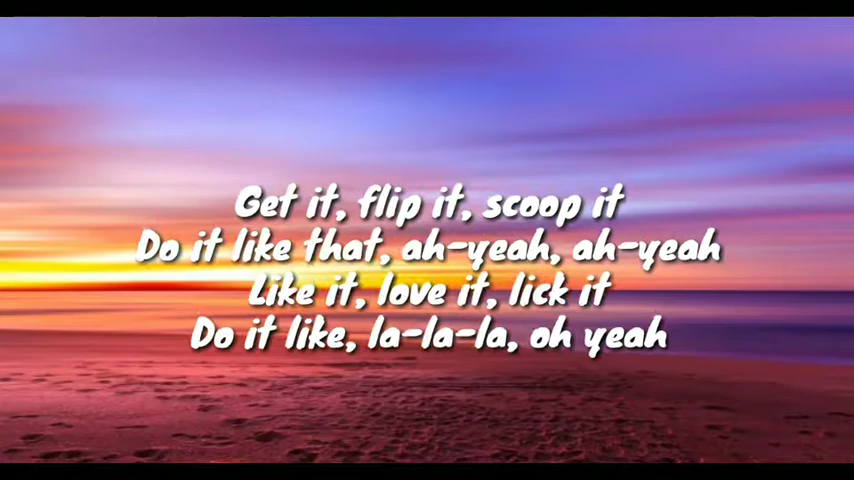 Get it, flip it, scoop it
Do it like that, ah-yeah, ah-yeah
Like it, love it, lick it
Do it like, la-la-la, oh yeah